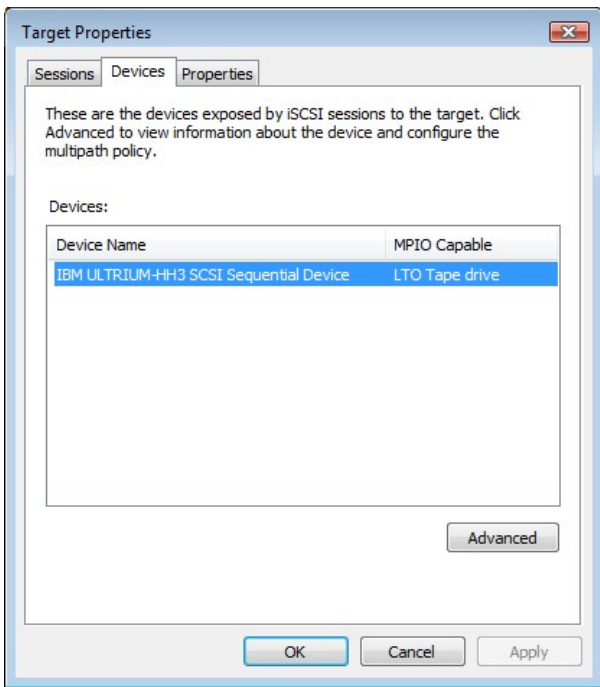 Target Properties
Sessions Devices Properties
These are the devices exposed by iSCSI sessions to the target. Click
Advanced to view information about the device and configure the
multipath policy.
Devices:
Device Name MPIO Capable
IBM ULTRIUM-HH3 SCSI Sequential Device LTO Tape drive
Advanced
OK Cancel Apply